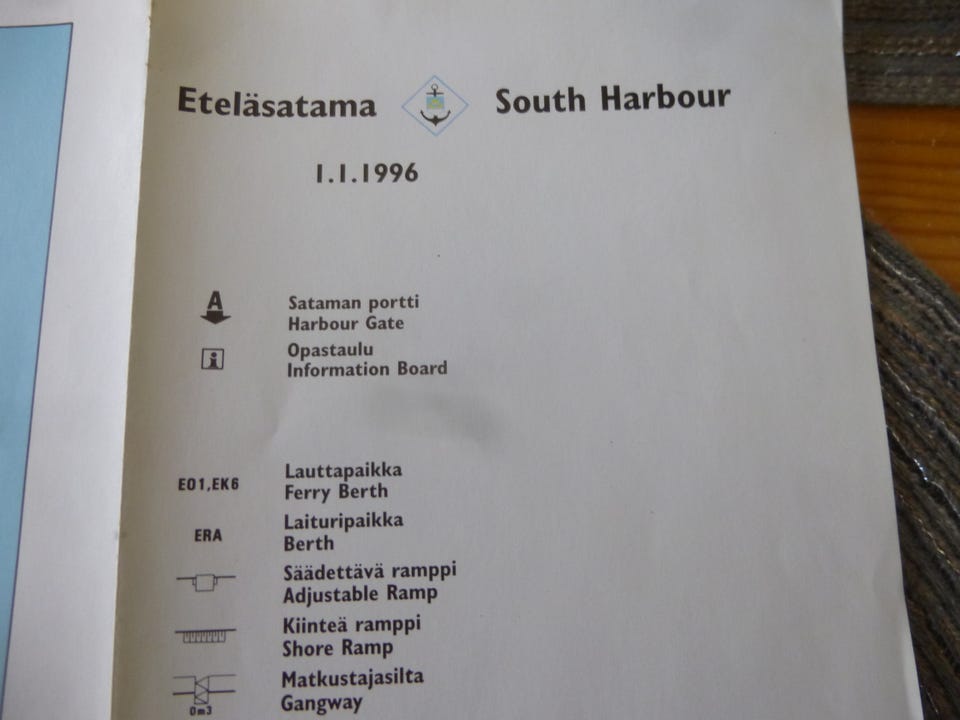 Eteläsatama South Harbour
1.1.1996
A Sataman portti
Harbour Gate
i Opastaulu
Information Board
EO1,EK6 Lauttapaikka
Ferry Berth
ERA Laituripaikka
Berth
Säädettävä ramppi
Adjustable Ramp
Kiinteä ramppi
Shore Ramp
Matkustajasilta
Gangway
0m3